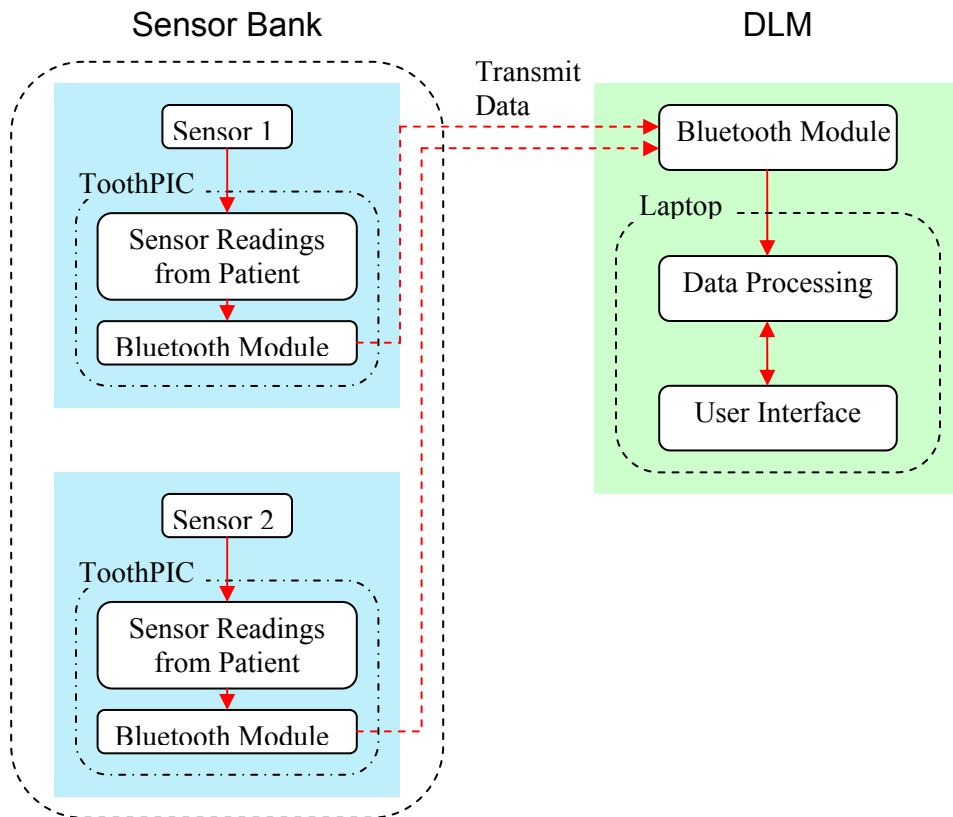 Sensor Bank
DLM
Transmit
Data
Sensor 1
ToothPIC
Sensor Readings
from Patient
Bluetooth Module
Sensor 2
ToothPIC
Sensor Readings
from Patient
Bluetooth Module
Bluetooth Module
Laptop
Data Processing
User Interface